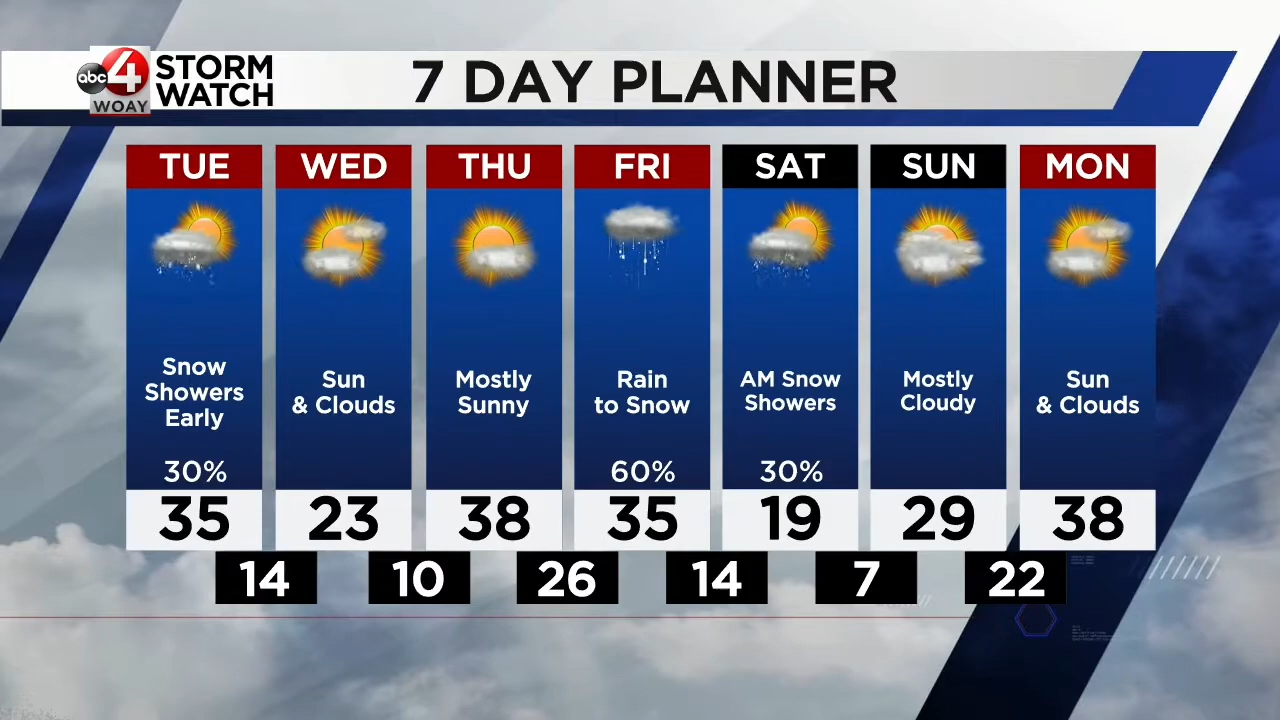 abc 4
WOAY
STORM
WATCH
7 DAY PLANNER
TUE
Snow
Showers
Early
30%
35
WED
Sun
& Clouds
23
THU
Mostly
Sunny
38
FRI
Rain
to Snow
60%
35
SAT
AM Snow
Showers
30%
19
SUN
Mostly
Cloudy
29
MON
Sun
& Clouds
38
14
10
26
14
7
22